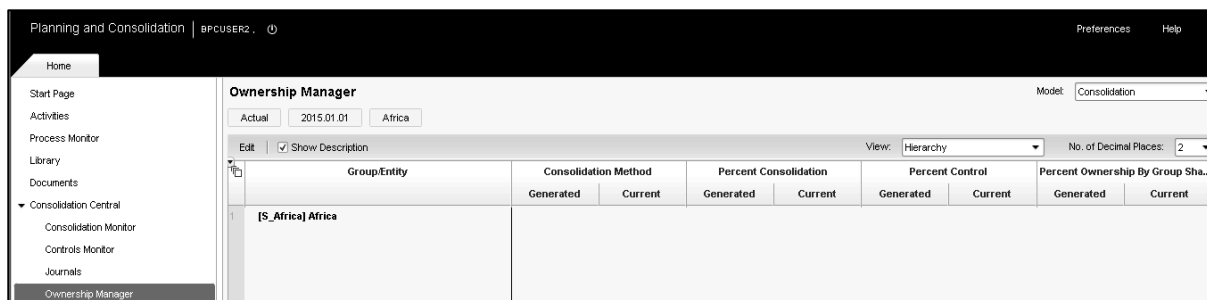 Planning and Consolidation | BPCUSER2 .
Preferences Help
Home
Start Page
Activities
Process Monitor
Library
Documents
Consolidation Central
Consolidation Monitor
Controls Monitor
Journals
Ownership Manager
Ownership Manager
Model: Consolidation
Actual 2015.01.01 Africa
Edit Show Description View: Hierarchy No. of Decimal Places: 2
Group/Entity Consolidation Method Percent Consolidation Percent Control Percent Ownership By Group Sha...
Generated Current Generated Current Generated Current Generated Current
1 [S_Africa] Africa